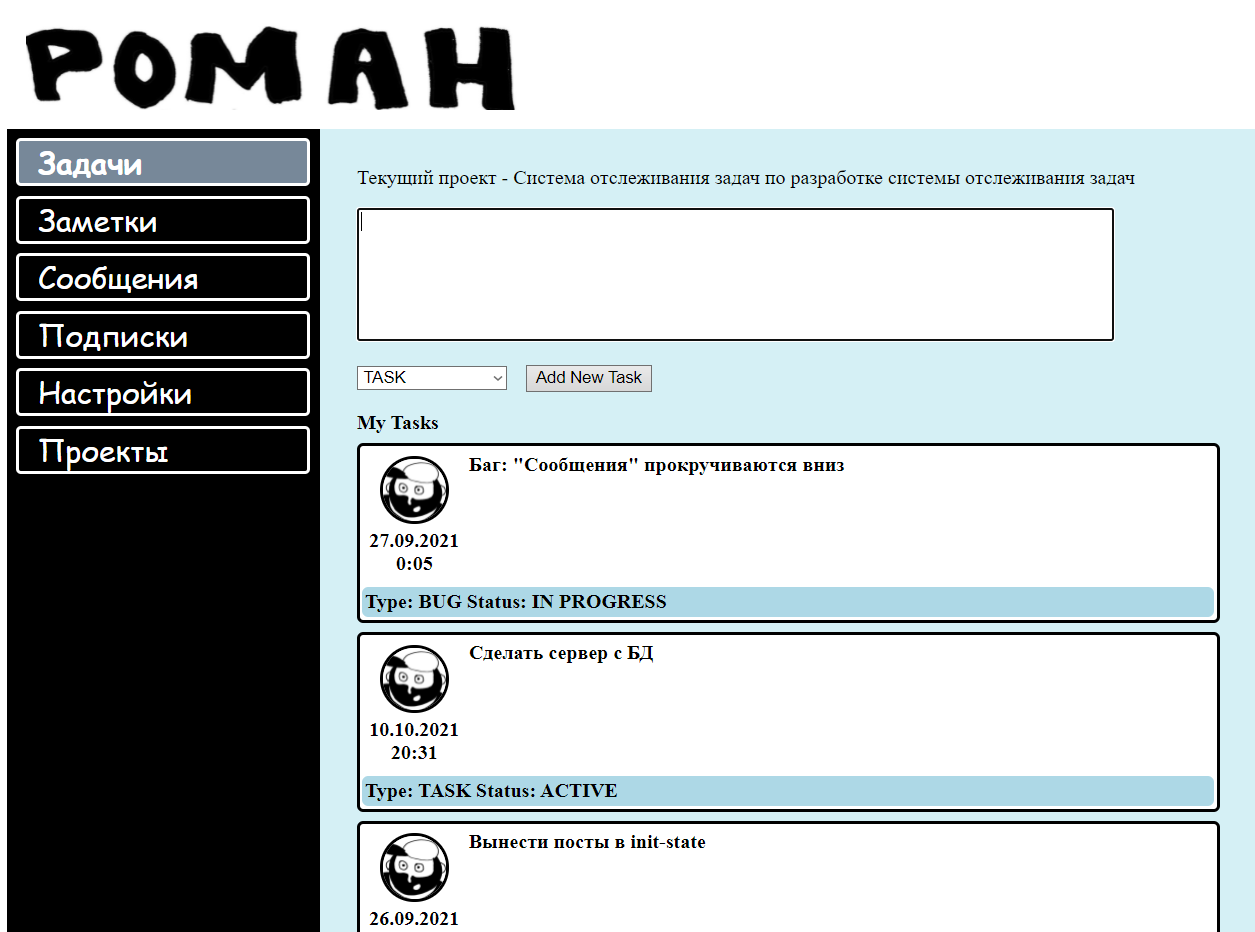 РОМАН
Задачи
Заметки
Сообщения
Подписки
Настройки
Проекты
Текущий проект - Система отслеживания задач по разработке системы отслеживания задач
TASK
Add New Task
My Tasks
Баг: "Сообщения" прокручиваются вниз
27.09.2021
0:05
Type: BUG Status: IN PROGRESS
Сделать сервер с БД
10.10.2021
20:31
Type: TASK Status: ACTIVE
Вынести посты в init-state
26.09.2021